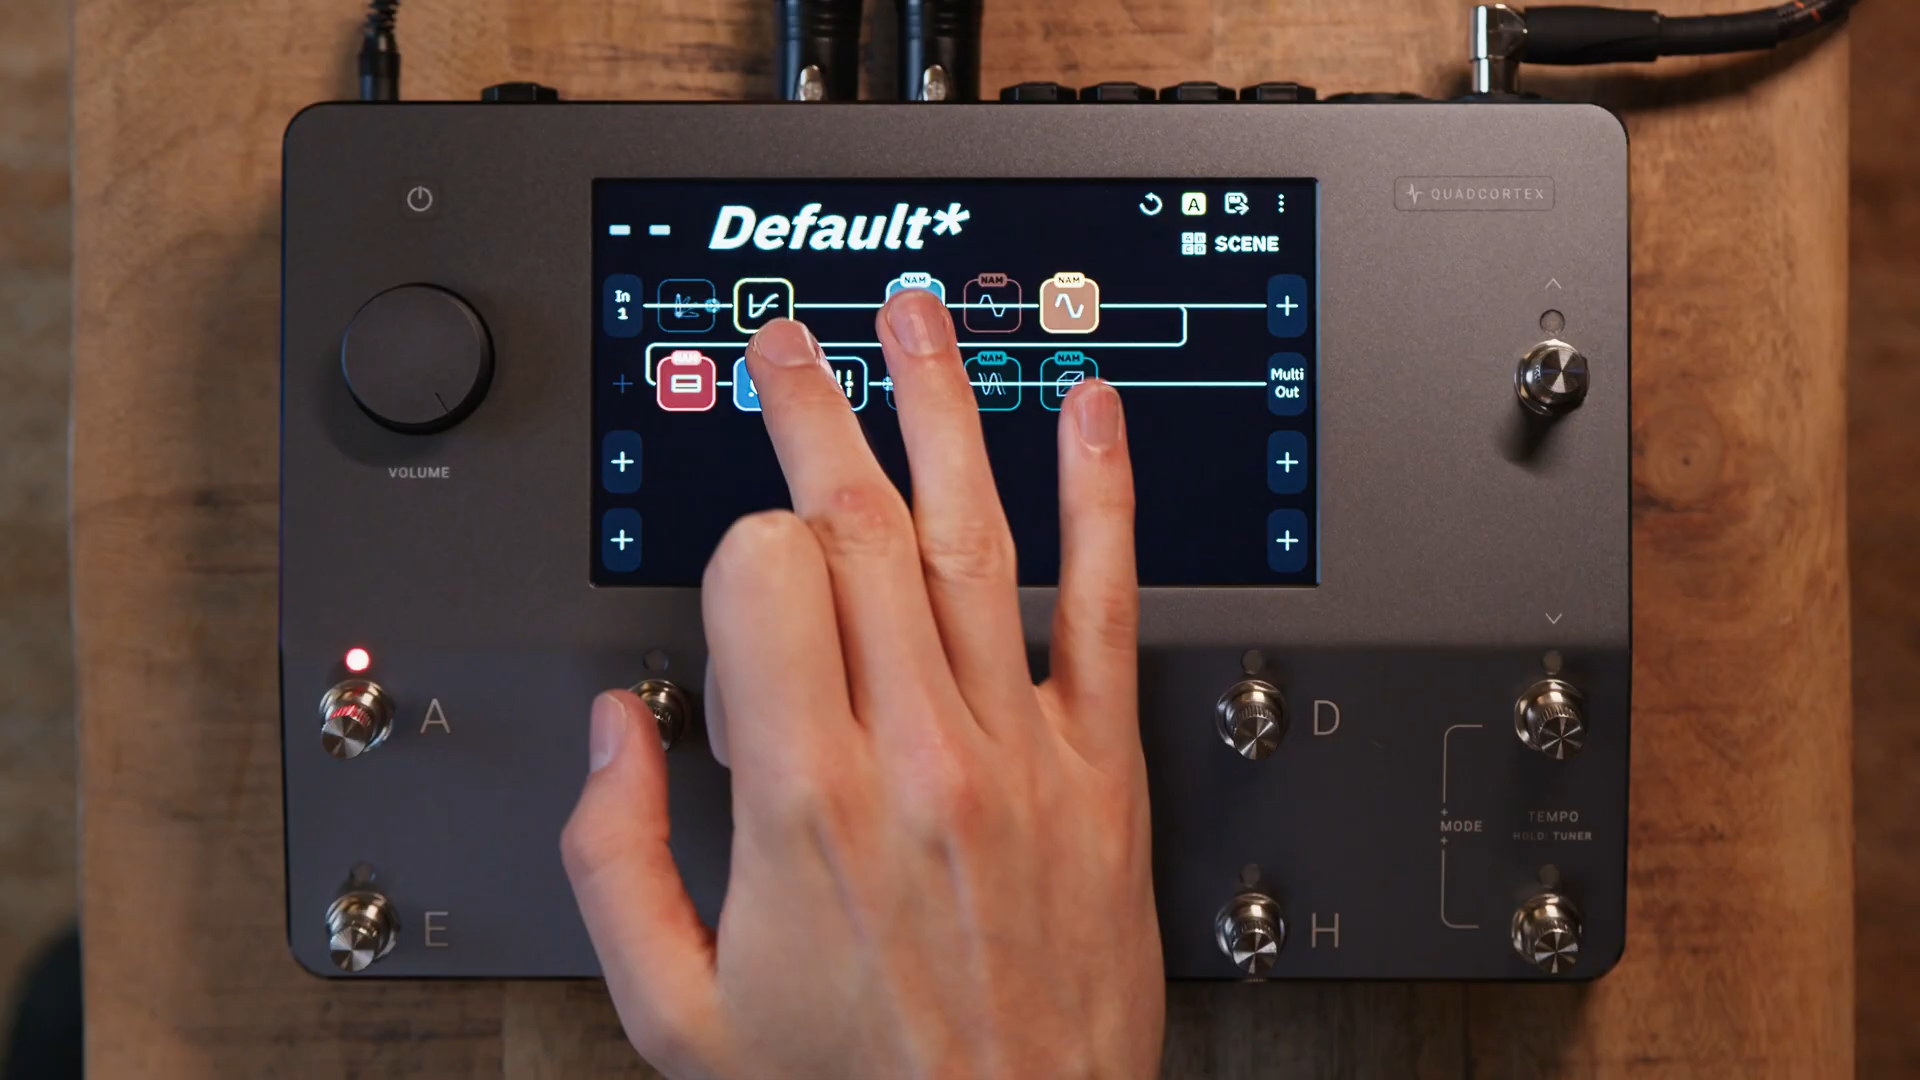 QUADCORTEX
Default*
A
SCENE
In
1
NAM
NAM
NAM
NAM
NAM
NAM
Multi
Out
VOLUME
A
D
MODE
TEMPO
HOLD: TUNER
E
H